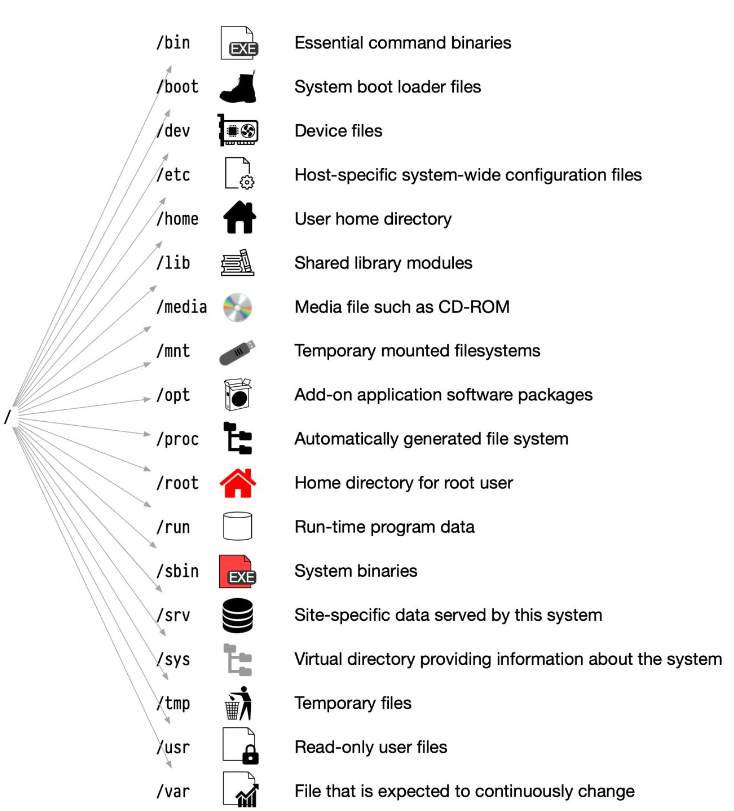 /bin EXE Essential command binaries
/boot System boot loader files
/dev Device files
/etc Host-specific system-wide configuration files
/home User home directory
/lib Shared library modules
/media Media file such as CD-ROM
/mnt Temporary mounted filesystems
/opt Add-on application software packages
/
/proc Automatically generated file system
/root Home directory for root user
/run Run-time program data
/sbin EXE System binaries
/srv Site-specific data served by this system
/sys Virtual directory providing information about the system
/tmp Temporary files
/usr Read-only user files
/var File that is expected to continuously change